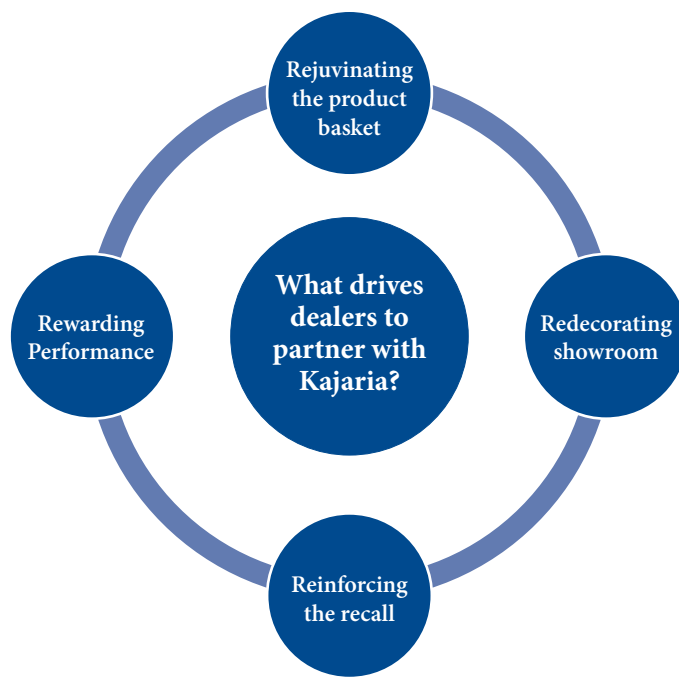 Rejuvinating
the product
basket
What drives
dealers to
partner with
Kajaria?
Rewarding
Performance
Redecorating
showroom
Reinforcing
the recall